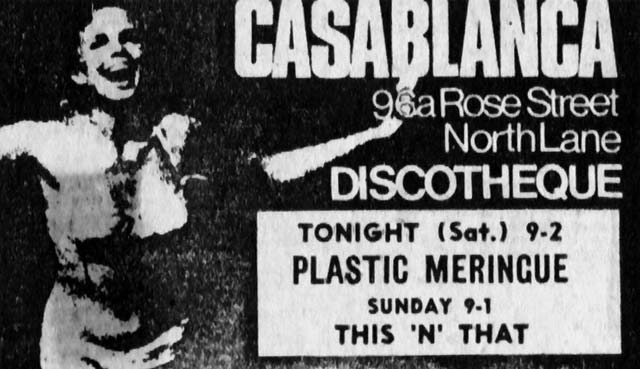 CASABLANCA
96a Rose Street
North Lane
DISCOTHEQUE
TONIGHT (Sat.) 9-2
PLASTIC MERINGUE
SUNDAY 9-1
THIS 'N' THAT